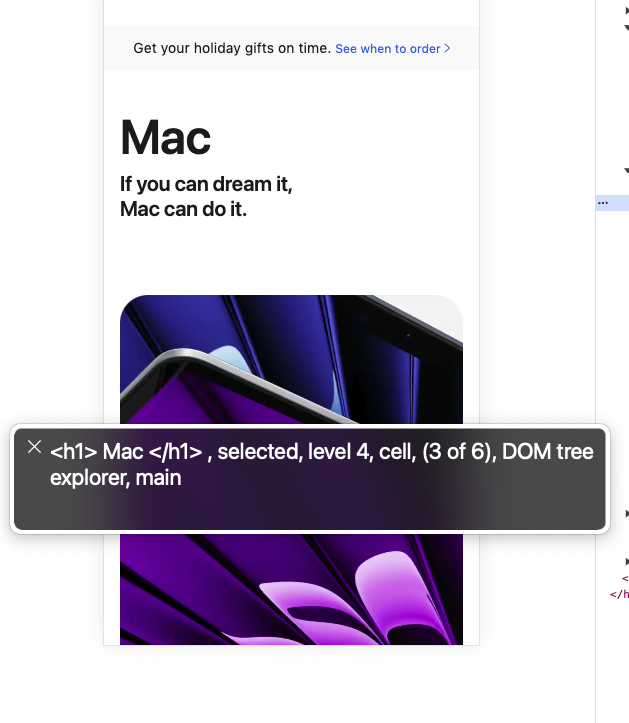 Get your holiday gifts on time. See when to order >
Mac
If you can dream it,
Mac can do it.
<h1> Mac </h1> , selected, level 4, cell, (3 of 6), DOM tree
explorer, main
...
<
</h